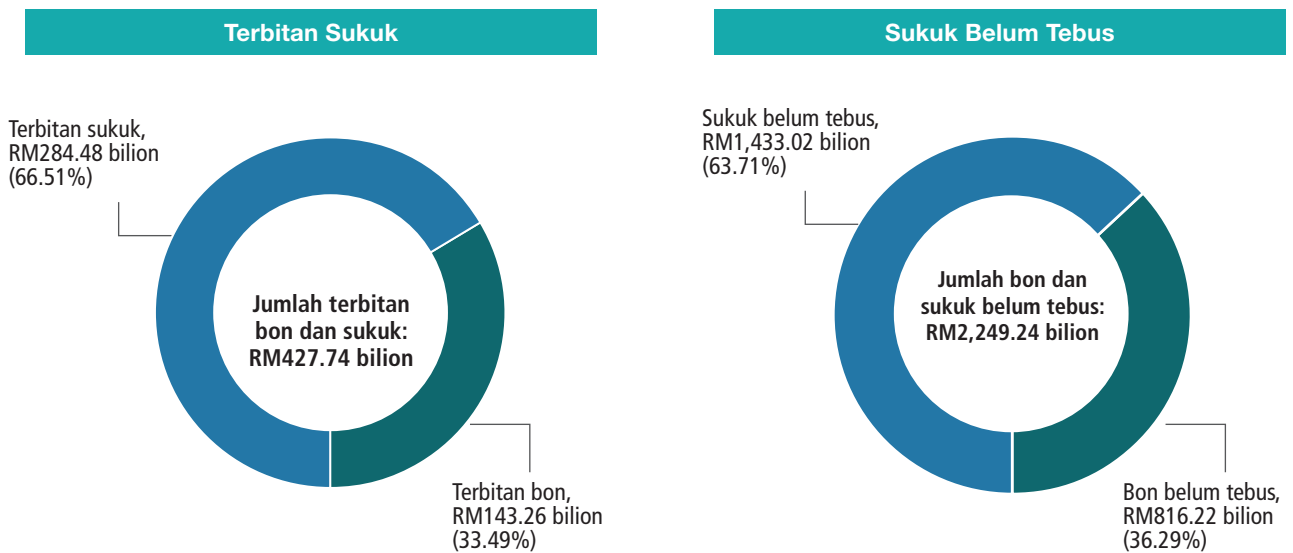 Terbitan Sukuk
Terbitan sukuk,
RM284.48 bilion
(66.51%)
Jumlah terbitan
bon dan sukuk:
RM427.74 bilion
Terbitan bon,
RM143.26 bilion
(33.49%)
Sukuk Belum Tebus
Sukuk belum tebus,
RM1,433.02 bilion
(63.71%)
Jumlah bon dan
sukuk belum tebus:
RM2,249.24 bilion
Bon belum tebus,
RM816.22 bilion
(36.29%)